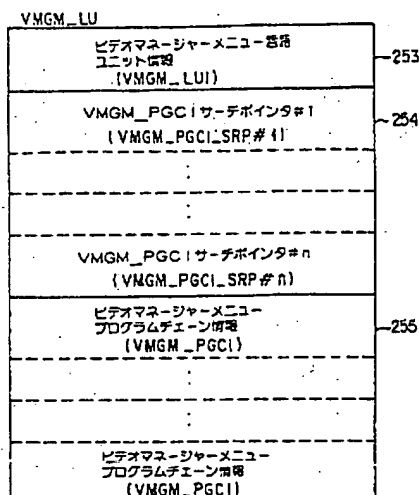 VMGM_LU
ビデオマネージャーメニュー言語
ユニット情報
(VMGM_LUI)
253
VMGM_PGCIサーチポインタ#1
(VMGM_PGCI_SRP#1)
254
VMGM_PGCIサーチポインタ#n
(VMGM_PGCI_SRP#n)
ビデオマネージャーメニュー
プログラムチェーン情報
(VMGM_PGCI)
255
ビデオマネージャーメニュー
プログラムチェーン情報
(VMGM_PGCI)